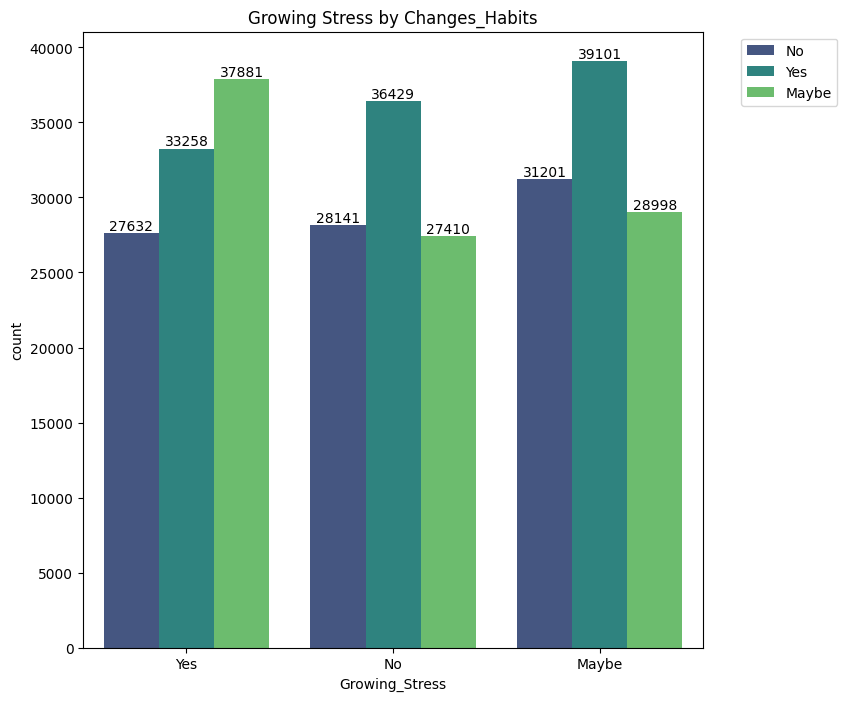 Growing Stress by Changes_Habits
No
Yes
Maybe
count
40000
35000
30000
25000
20000
15000
10000
5000
0
27632
33258
37881
28141
36429
27410
31201
39101
28998
Yes
No
Maybe
Growing_Stress